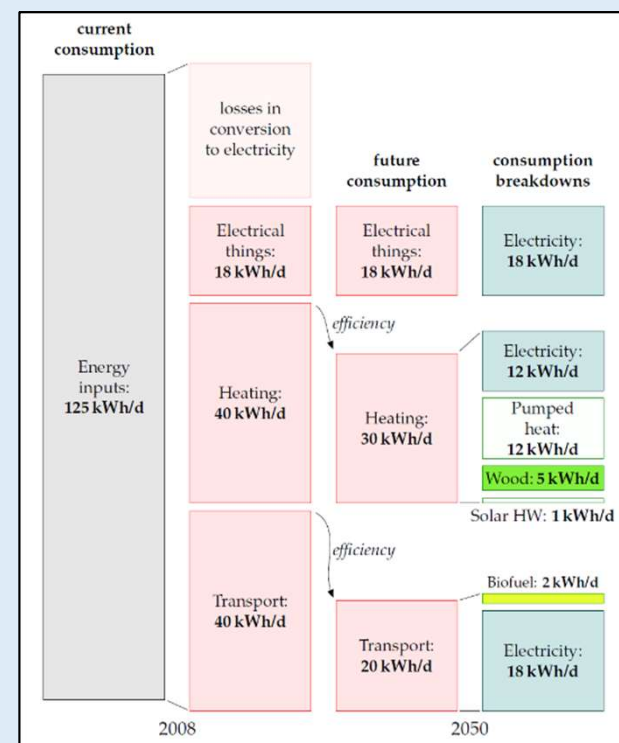 current
consumption
Energy
inputs:
125 kWh/d
losses in
conversion
to electricity
Electrical
things:
18 kWh/d
Heating:
40 kWh/d
Transport:
40 kWh/d
2008
future
consumption
Electrical
things:
18 kWh/d
efficiency
Heating:
30 kWh/d
efficiency
Transport:
20 kWh/d
consumption
breakdowns
Electricity:
18 kWh/d
Electricity:
12 kWh/d
Pumped
heat:
12 kWh/d
Wood: 5 kWh/d
Solar HW: 1 kWh/d
Biofuel: 2 kWh/d
Electricity:
18 kWh/d
2050